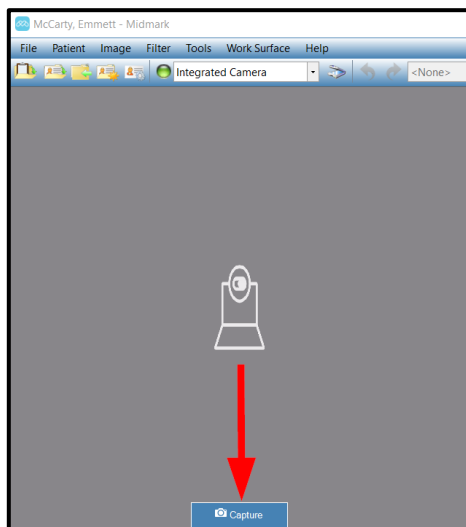 McCarty, Emmett - Midmark
File Patient Image Filter Tools Work Surface Help
Integrated Camera <None>
Capture